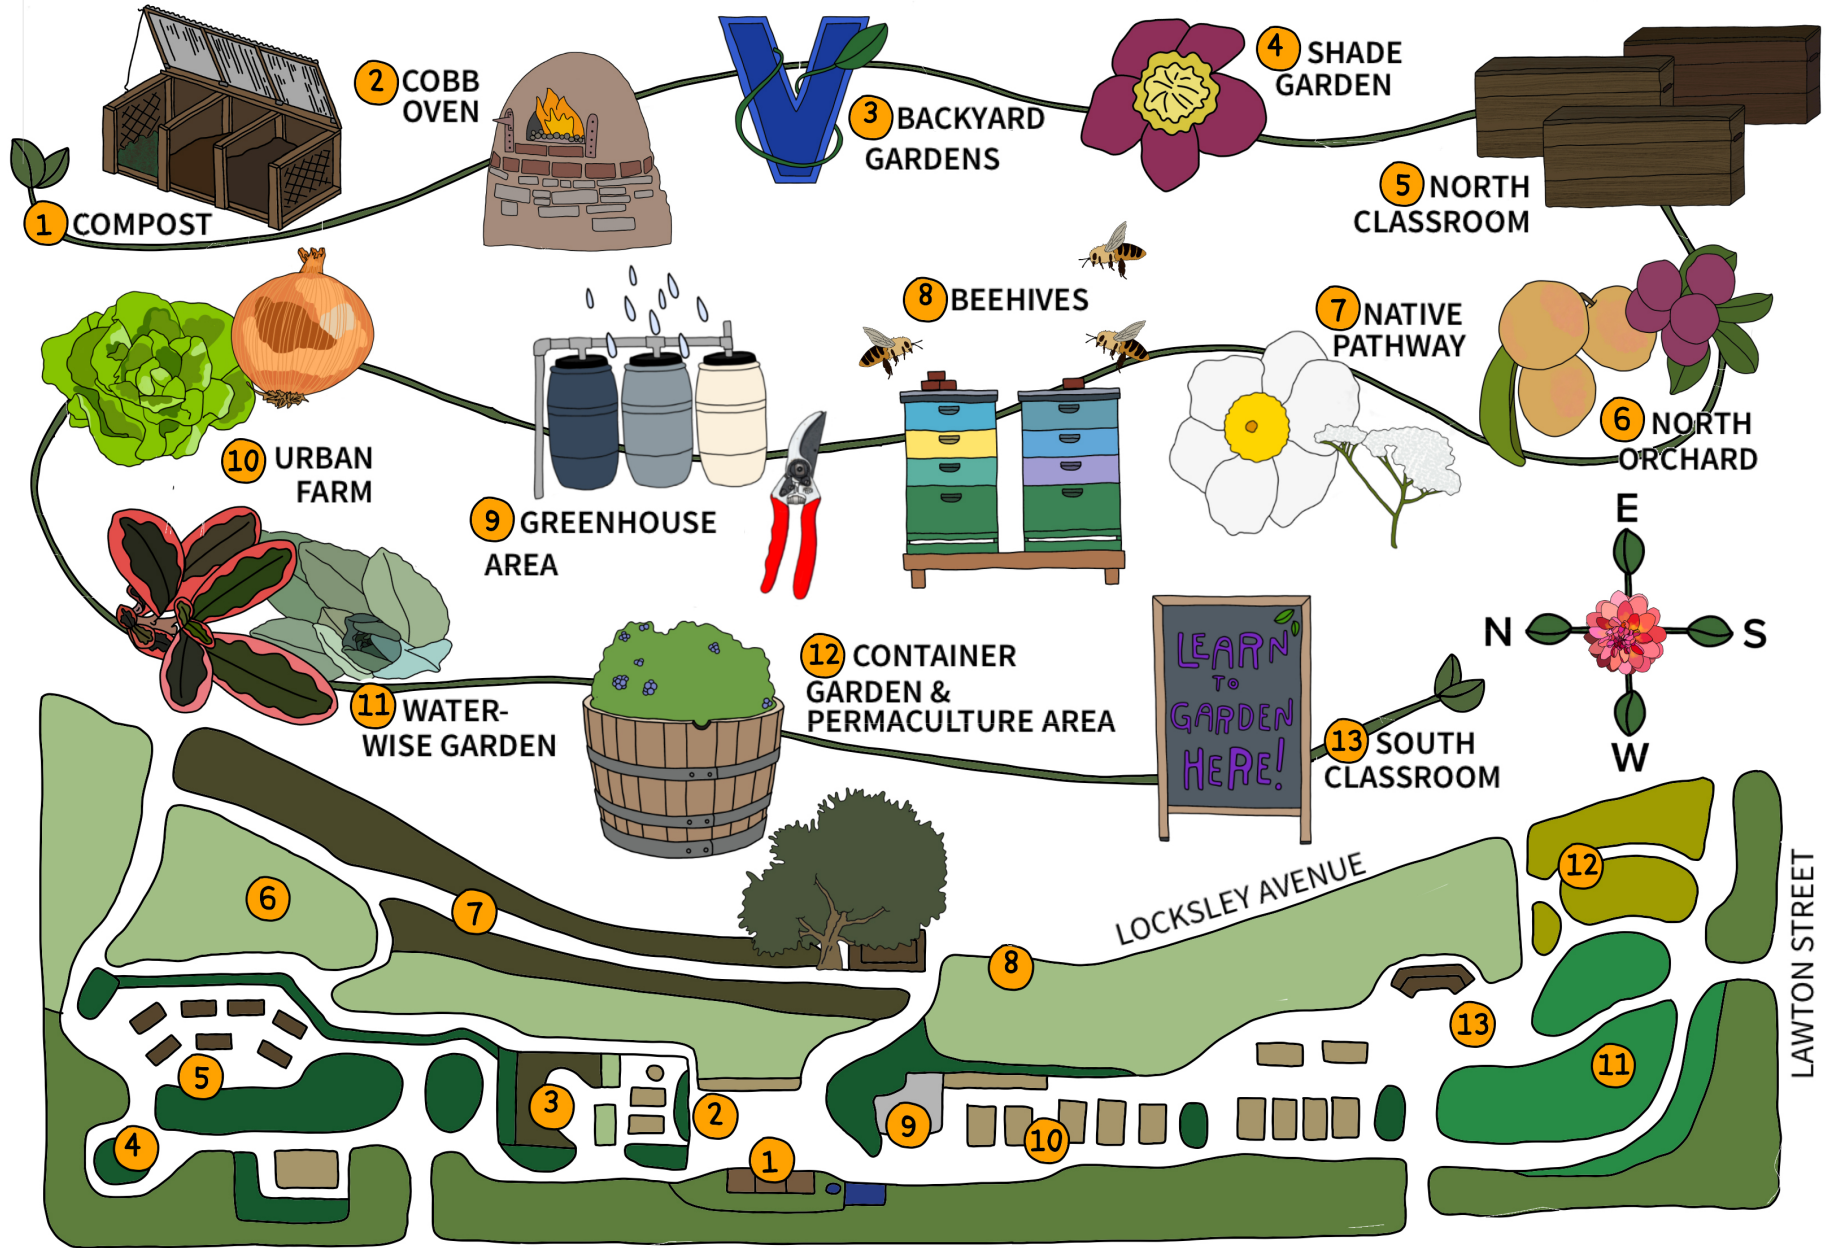 1 COMPOST
2 COBB
OVEN
3 BACKYARD
GARDENS
4 SHADE
GARDEN
5 NORTH
CLASSROOM
6 NORTH
ORCHARD
7 NATIVE
PATHWAY
8 BEEHIVES
9 GREENHOUSE
AREA
10 URBAN
FARM
11 WATER-
WISE GARDEN
12 CONTAINER
GARDEN &
PERMACULTURE AREA
LEARN
TO
GARDEN
HERE!
13 SOUTH
CLASSROOM
E
N
S
W
LOCKSLEY AVENUE
LAWTON STREET
6
7
8
12
13
11
5
3
2
9
10
4
1